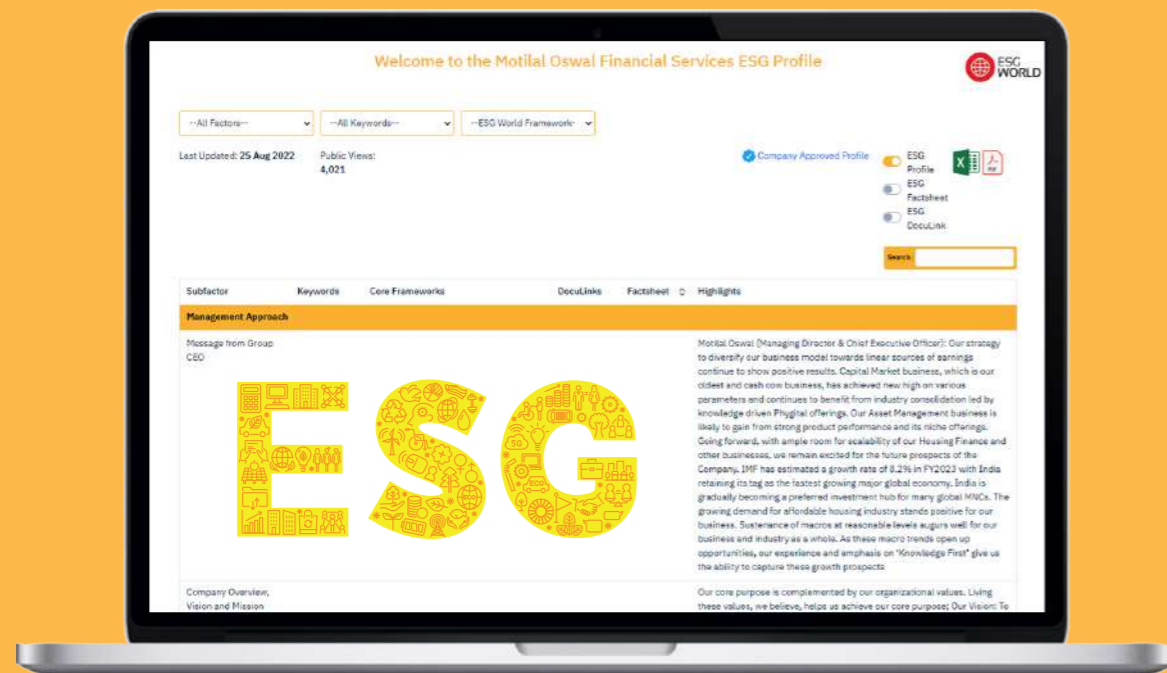 Welcome to the Motilal Oswal Financial Services ESG Profile
ESG
WORLD
--All Factors--
--All Keywords--
--ESG World Framework-
Last Updated: 25 Aug 2022
Public Views:
4,021
Company Approved Profile
ESG
Profile
ESG
Factsheet
ESG
DocuLink
Search
Subfactor Keywords Core Frameworks DocuLinks Factsheet Highlights
Management Approach
Message from Group
CEO
Motilal Oswal (Managing Director & Chief Executive Officer): Our strategy
to diversify our business model towards linear sources of earnings
continue to show positive results. Capital Market business, which is our
oldest and cash cow business, has achieved new high on various
parameters and continues to benefit from industry consolidation led by
knowledge driven Phygital offerings. Our Asset Management business is
likely to gain from strong product performance and its niche offerings.
Going forward, with ample room for scalability of our Housing Finance and
other businesses, we remain excited for the future prospects of the
Company. IMF has estimated a growth rate of 8.2% in FY2023 with India
retaining its tag as the fastest growing major global economy. India is
gradually becoming a preferred investment hub for many global MNCs. The
growing demand for affordable housing industry stands positive for our
business. Sustenance of macros at reasonable levels augurs well for our
business and industry as a whole. As these macro trends open up
opportunities, our experience and emphasis on "Knowledge First" give us
the ability to capture these growth prospects
ESG
Company Overview,
Vision and Mission
Our core purpose is complemented by our organizational values. Living
these values, we believe, helps us achieve our core purpose; Our Vision: To